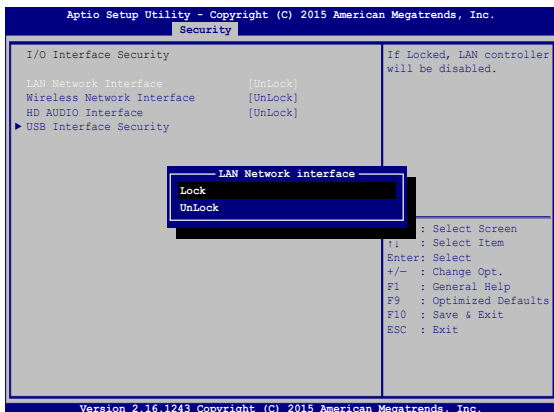 Aptio Setup Utility - Copyright (C) 2015 American Megatrends, Inc.
Security
I/O Interface Security
LAN Network Interface [UnLock]
Wireless Network Interface [UnLock]
HD AUDIO Interface [UnLock]
USB Interface Security
If Locked, LAN controller
will be disabled.
LAN Network interface
Lock
UnLock
: Select Screen
↑↓ : Select Item
Enter: Select
+/— : Change Opt.
F1 : General Help
F9 : Optimized Defaults
F10 : Save & Exit
ESC : Exit
Version 2.16.1243 Copyright (C) 2015 American Megatrends, Inc.